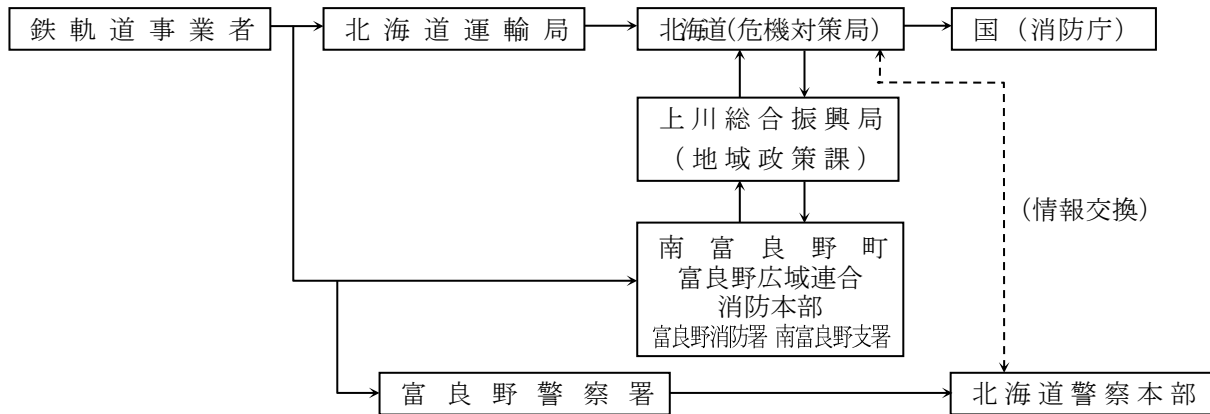 鉄軌道事業者
北海道運輸局
北海道(危機対策局)
国(消防庁)
上川総合振興局
(地域政策課)
(情報交換)
南富良野町
富良野広域連合
消防本部
富良野消防署 南富良野支署
富良野警察署
北海道警察本部